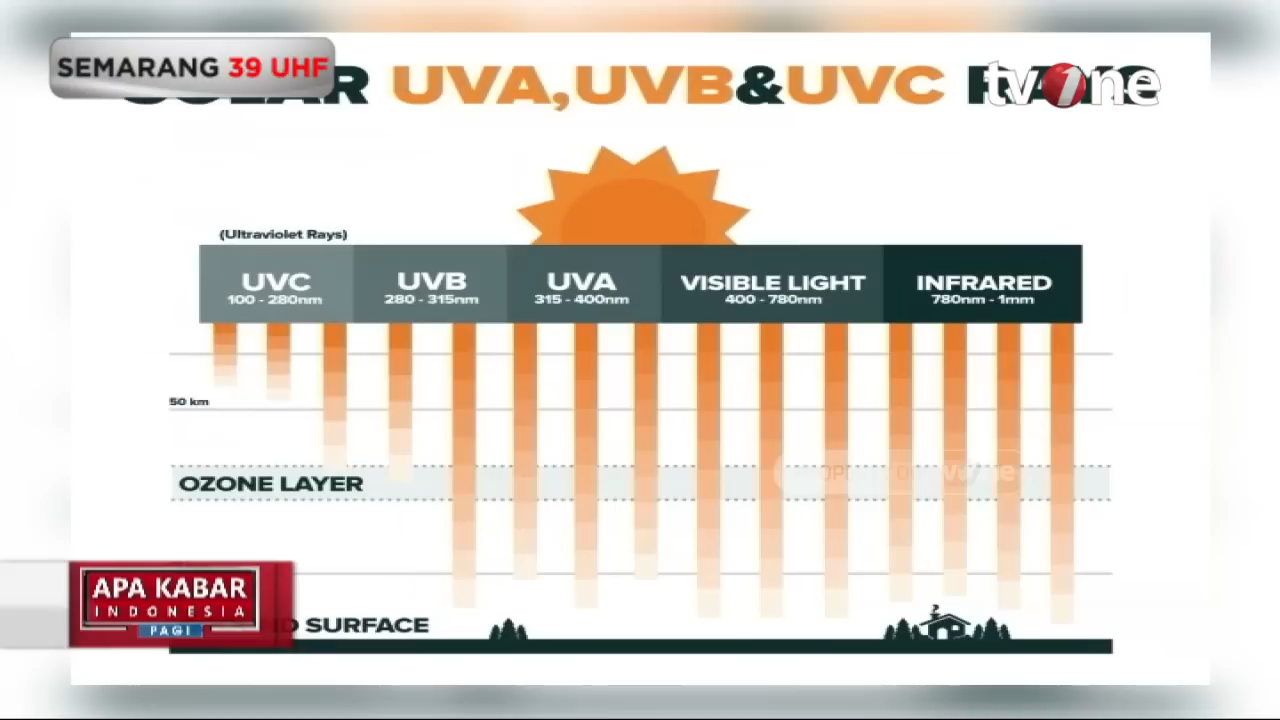 SEMARANG 39 UHF
UVA,UVB&UVC
tvOne
(Ultraviolet Rays)
UVC
100 - 280nm
UVB
280 - 315nm
UVA
315 - 400nm
VISIBLE LIGHT
400 - 780nm
INFRARED
780nm - 1mm
50 km
OZONE LAYER
APA KABAR
INDONESIA
PAGI
SURFACE